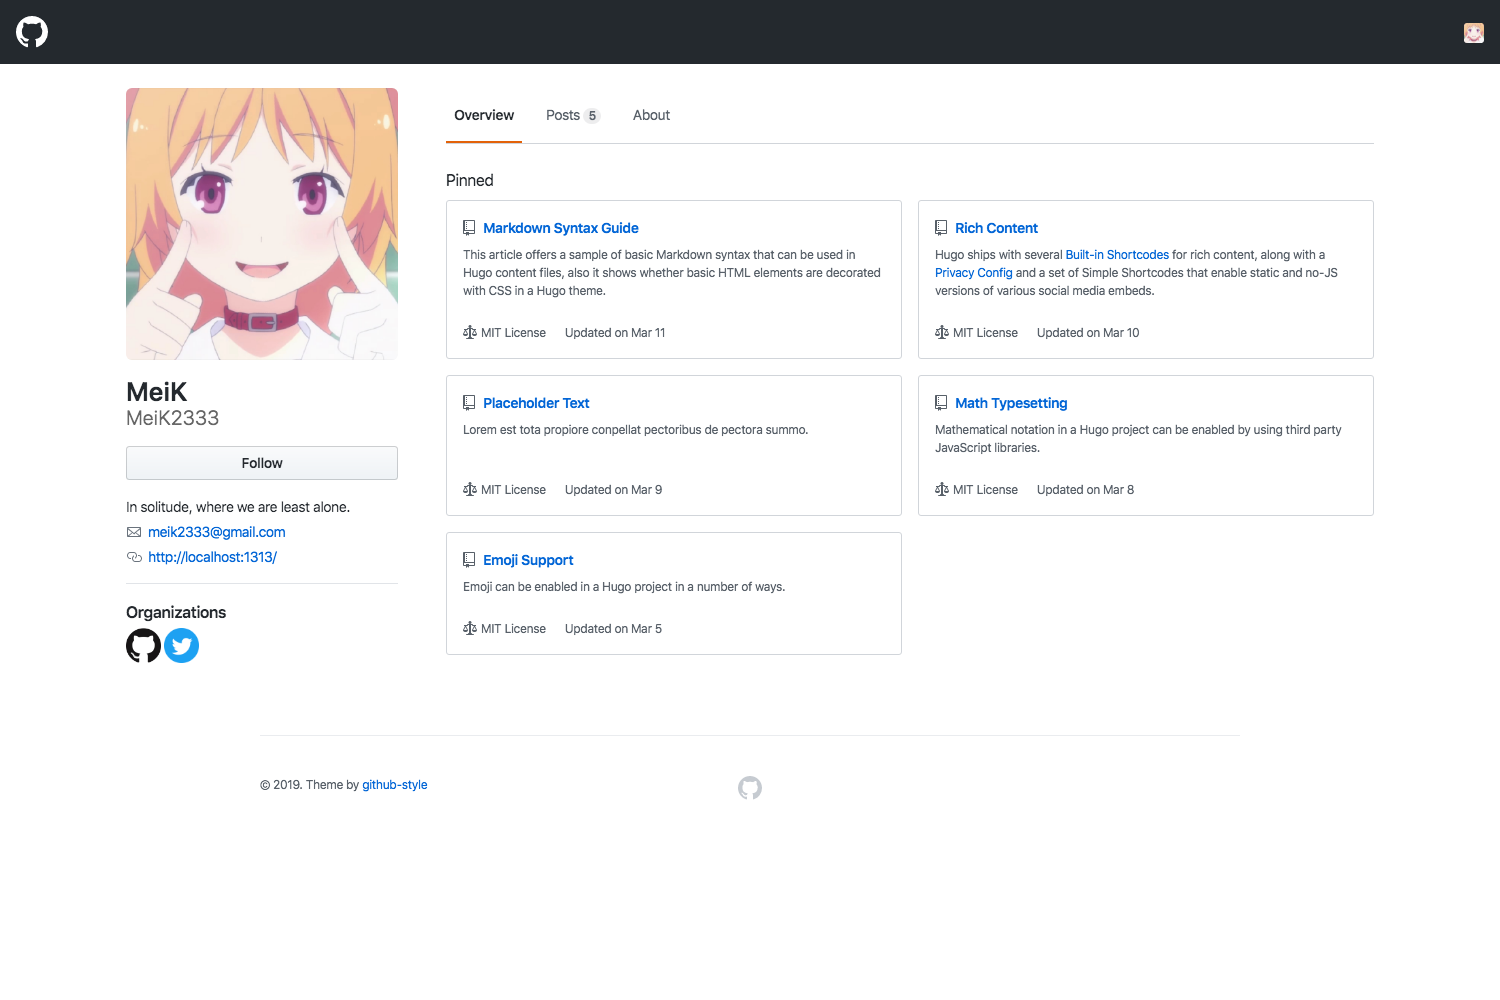 Overview
Posts 5
About
MeiK
MeiK2333
Follow
In solitude, where we are least alone.
meik2333@gmail.com
http://localhost:1313/
Organizations
Pinned
Markdown Syntax Guide
This article offers a sample of basic Markdown syntax that can be used in
Hugo content files, also it shows whether basic HTML elements are decorated
with CSS in a Hugo theme.
MIT License Updated on Mar 11
Rich Content
Hugo ships with several Built-in Shortcodes for rich content, along with a
Privacy Config and a set of Simple Shortcodes that enable static and no-JS
versions of various social media embeds.
MIT License Updated on Mar 10
Placeholder Text
Lorem est tota propiore conpellat pectoribus de pectora summo.
MIT License Updated on Mar 9
Math Typesetting
Mathematical notation in a Hugo project can be enabled by using third party
JavaScript libraries.
MIT License Updated on Mar 8
Emoji Support
Emoji can be enabled in a Hugo project in a number of ways.
MIT License Updated on Mar 5
© 2019. Theme by github-style